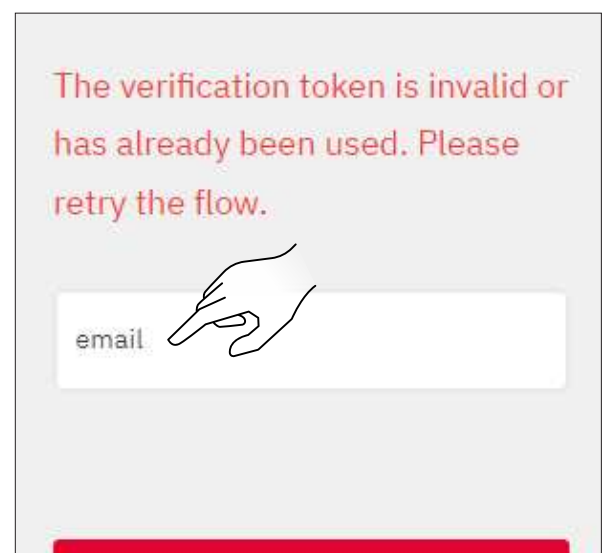 The verification token is invalid or
has already been used. Please
retry the flow.
email